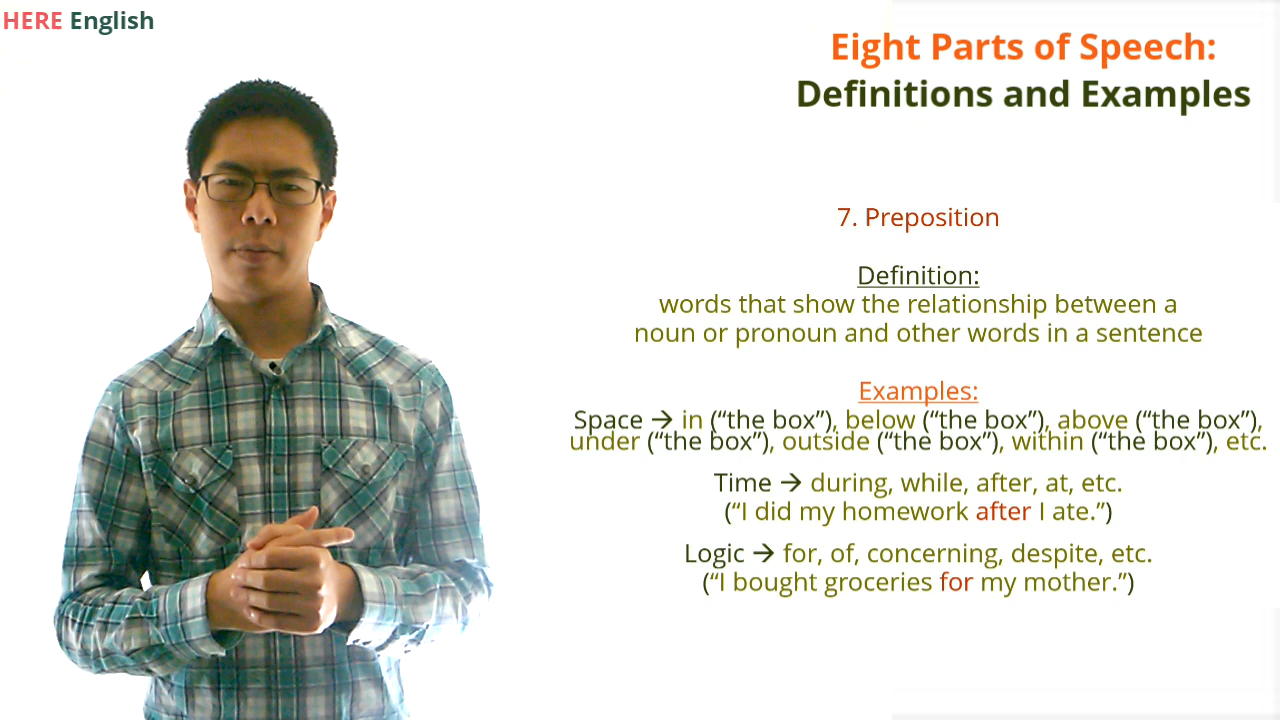 HERE English
Eight Parts of Speech:
Definitions and Examples
7. Preposition
Definition:
words that show the relationship between a
noun or pronoun and other words in a sentence
Examples:
Space → in (“the box”), below (“the box”), above (“the box”),
under (“the box”), outside (“the box”), within (“the box”), etc.
Time → during, while, after, at, etc.
(“I did my homework after I ate.”)
Logic → for, of, concerning, despite, etc.
(“I bought groceries for my mother.”)